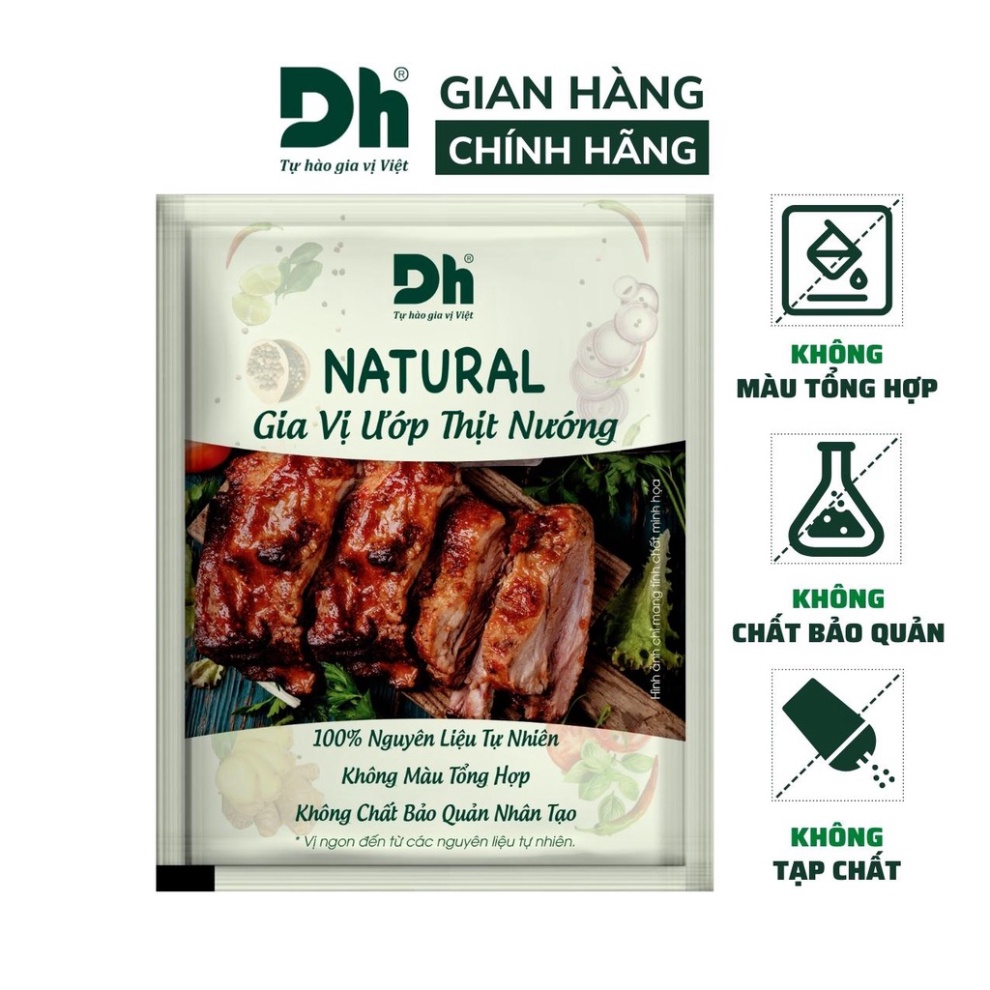 Dh®
Tự hào gia vị Việt
GIAN HÀNG
CHÍNH HÃNG
Dh®
Tự hào gia vị Việt
NATURAL
Gia Vị Ướp Thịt Nướng
Hình ảnh chỉ mang tính chất minh họa
100% Nguyên Liệu Tự Nhiên
Không Màu Tổng Hợp
Không Chất Bảo Quản Nhân Tạo
* Vị ngon đến từ các nguyên liệu tự nhiên.
KHÔNG
MÀU TỔNG HỢP
KHÔNG
CHẤT BẢO QUẢN
KHÔNG
TẠP CHẤT